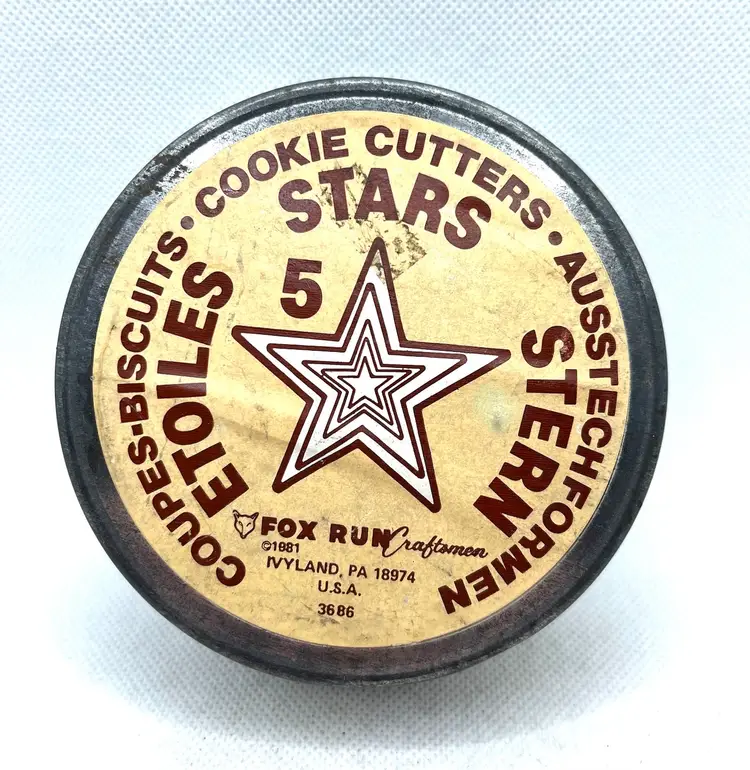 COOKIE CUTTERS
STARS
5
COUPES-BISCUITS
ETOILES
AUSSTECHFORMEN
STERN
FOX RUN Craftsmen
©1981
IVYLAND, PA 18974
U.S.A.
3686